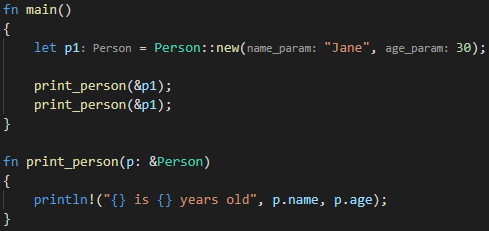 fn main()
{
    let p1: Person = Person::new(name_param: "Jane", age_param: 30);
    print_person(&p1);
    print_person(&p1);
}
fn print_person(p: &Person)
{
    println!("{} is {} years old", p.name, p.age);
}